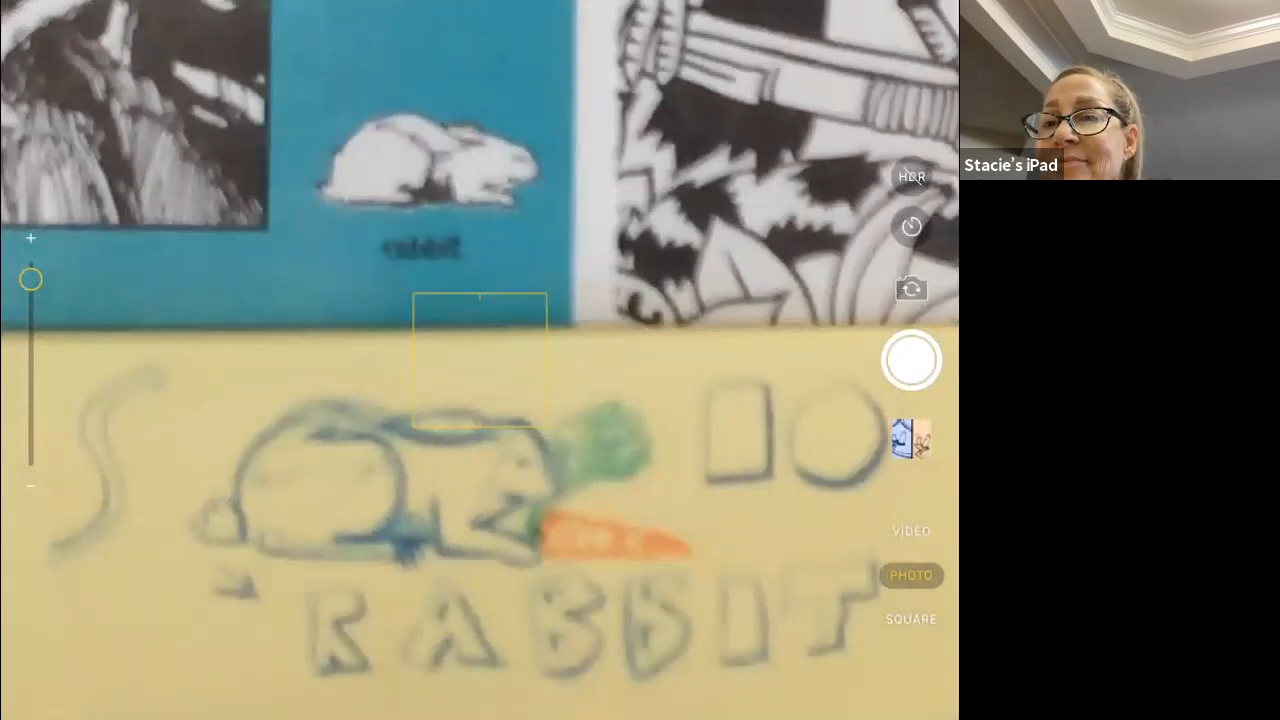 HDR
Stacie's iPad
rabbit
VIDEO
PHOTO
SQUARE
RABBIT